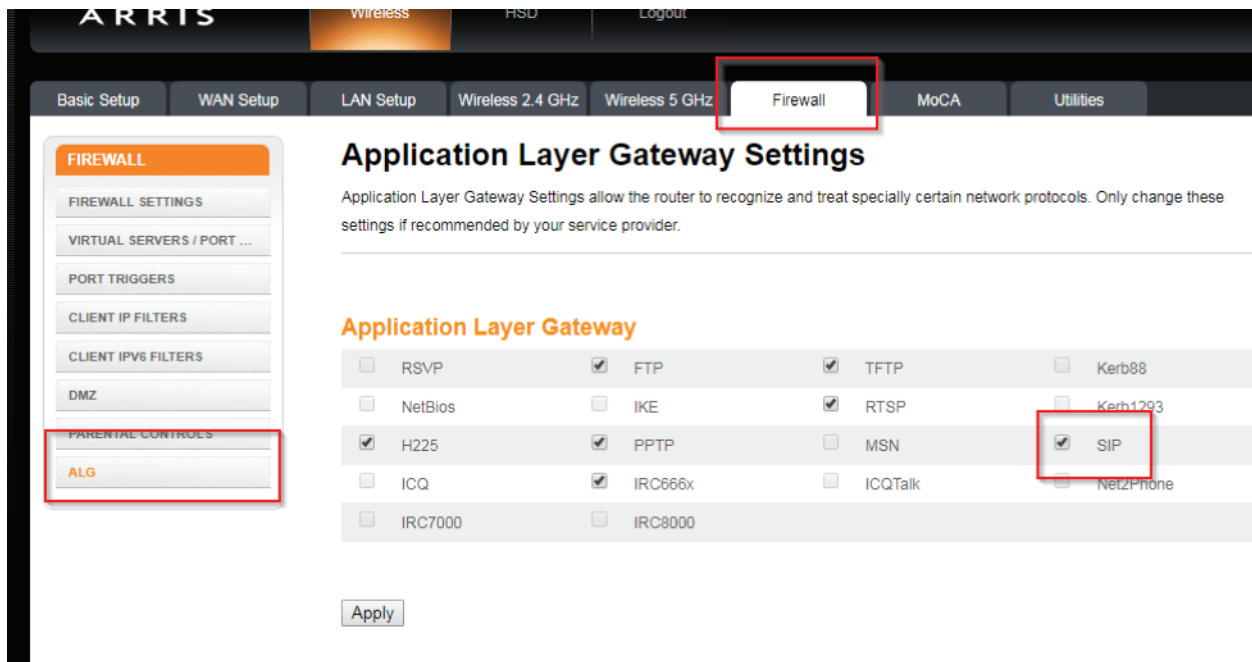 ARRIS
Wireless HSD Logout
Basic Setup WAN Setup LAN Setup Wireless 2.4 GHz Wireless 5 GHz Firewall MoCA Utilities
FIREWALL
FIREWALL SETTINGS
VIRTUAL SERVERS / PORT ...
PORT TRIGGERS
CLIENT IP FILTERS
CLIENT IPV6 FILTERS
DMZ
PARENTAL CONTROLS
ALG
Application Layer Gateway Settings
Application Layer Gateway Settings allow the router to recognize and treat specially certain network protocols. Only change these
settings if recommended by your service provider.
Application Layer Gateway
RSVP FTP TFTP Kerb88
NetBios IKE RTSP Kerb1293
H225 PPTP MSN SIP
ICQ IRC666x ICQTalk Net2Phone
IRC7000 IRC8000
Apply